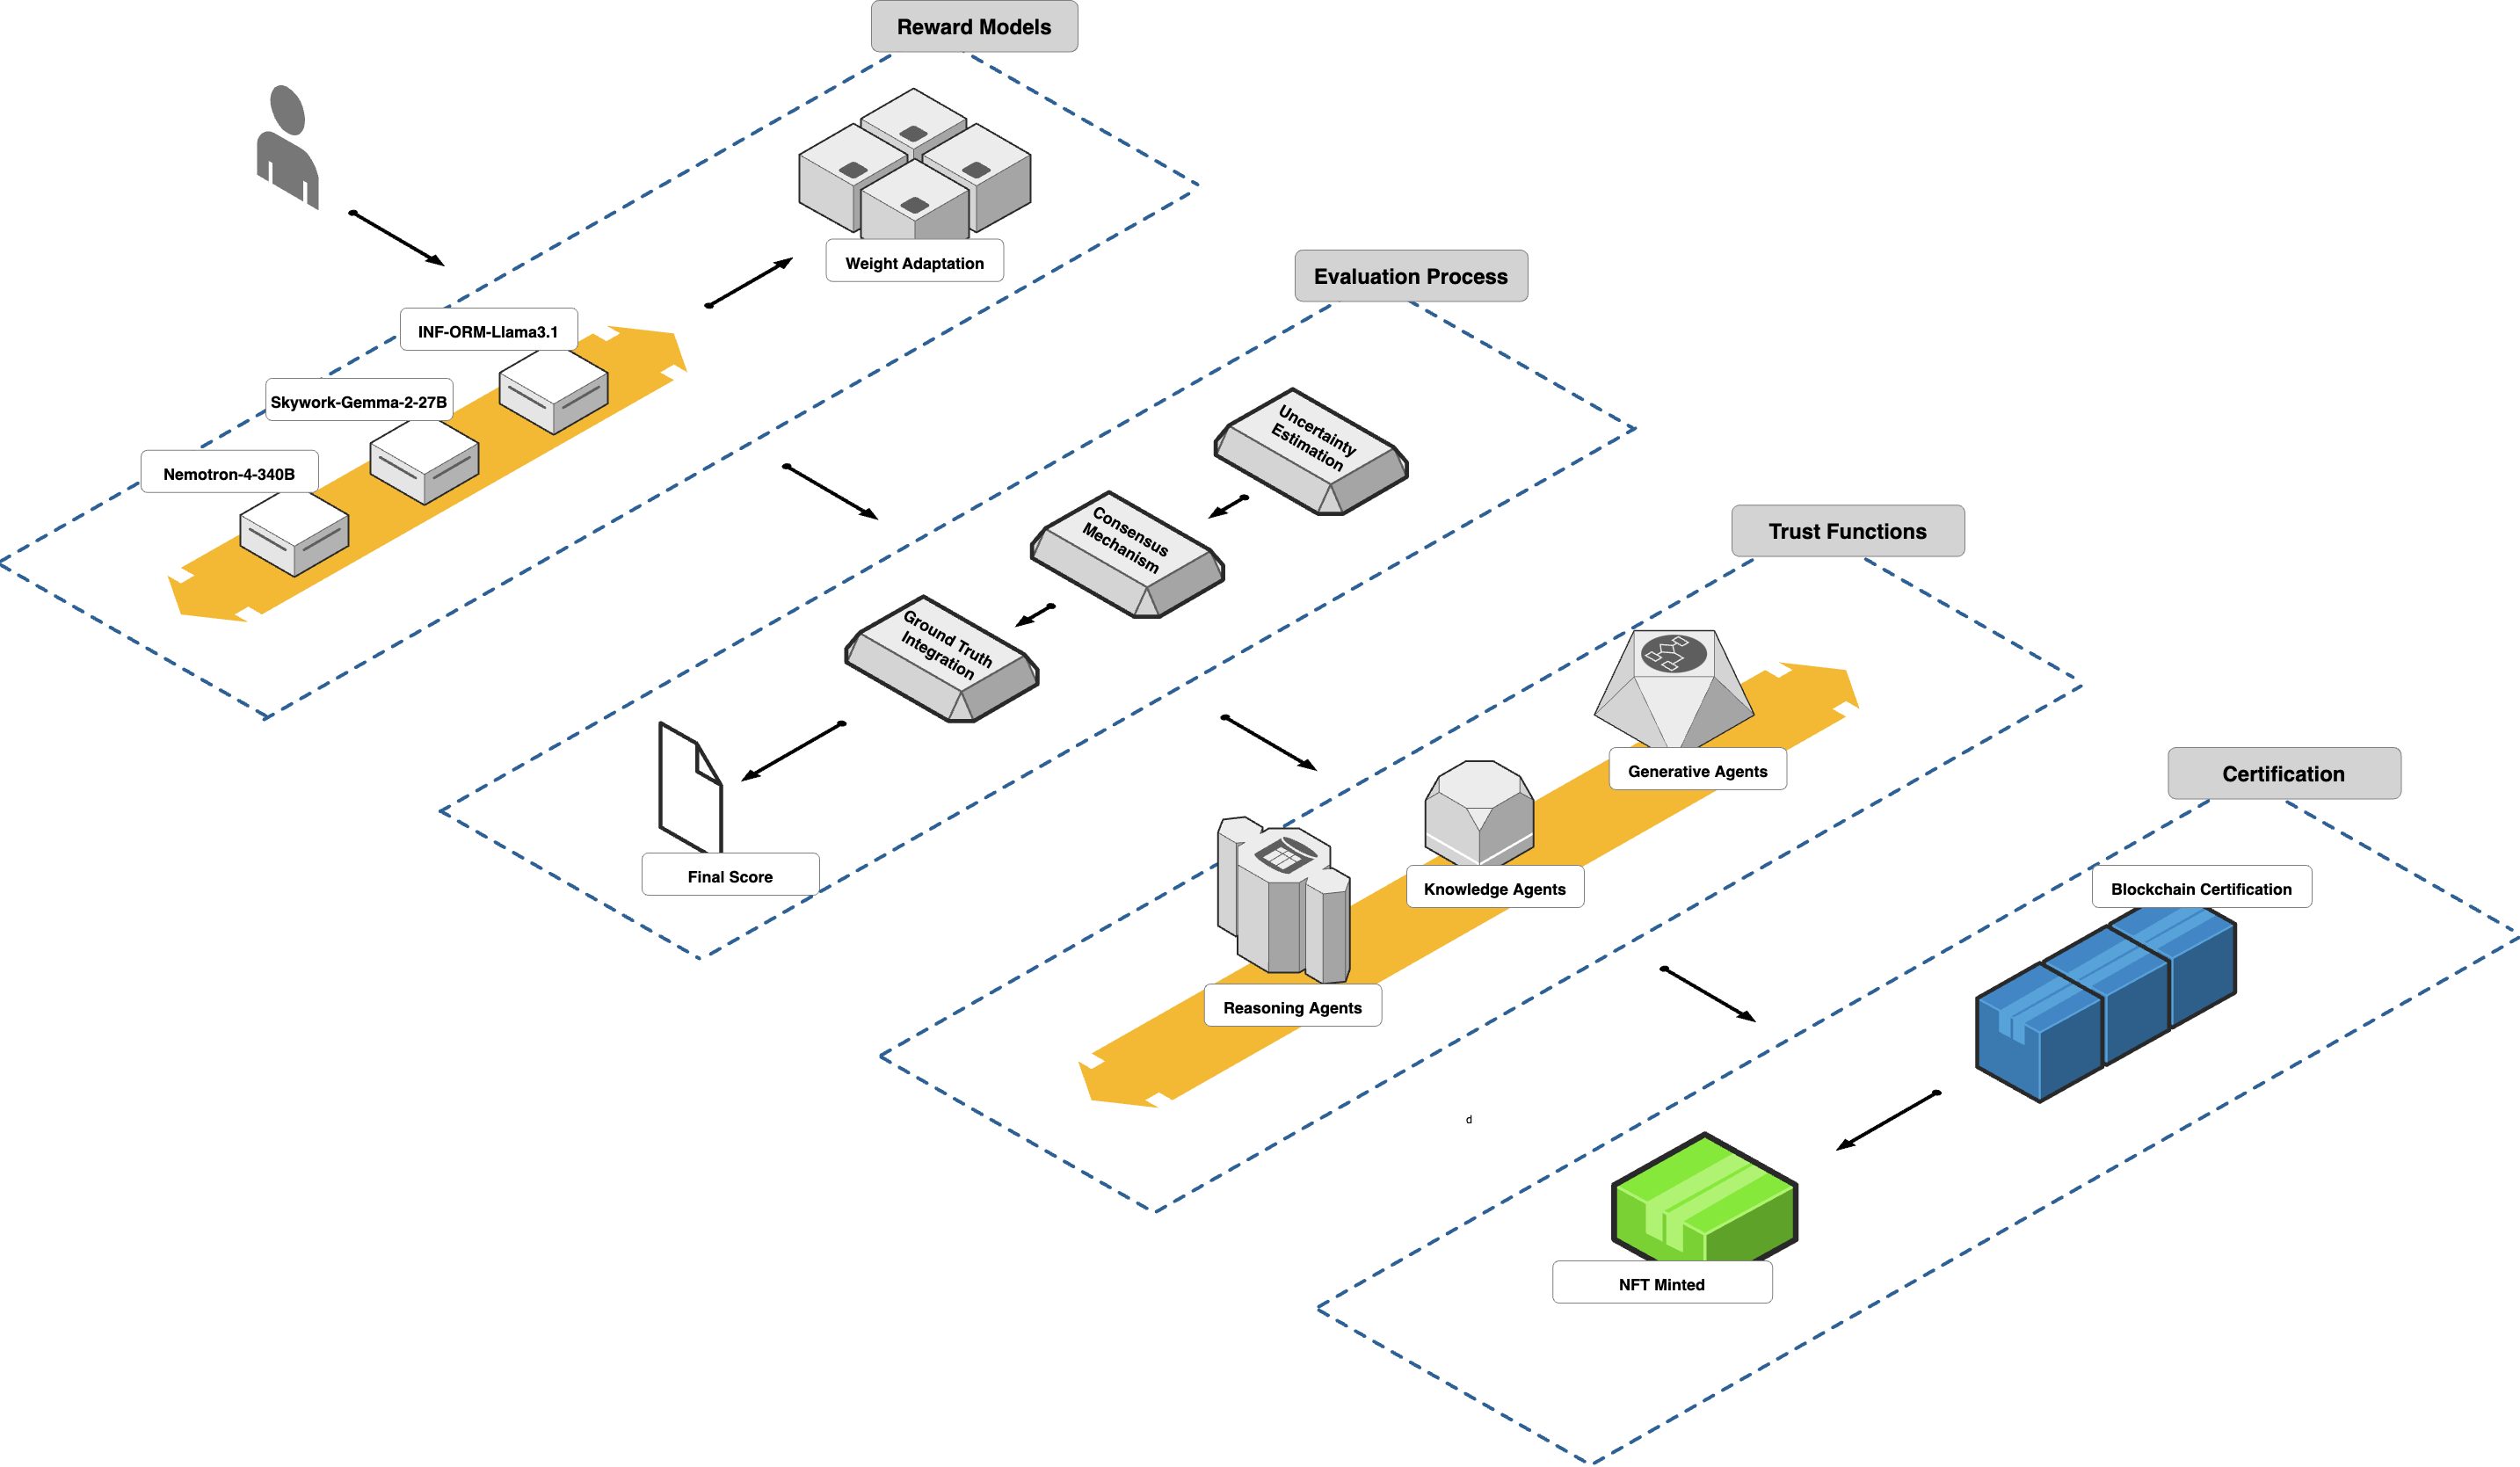 Reward Models
Weight Adaptation
INF-ORM-Llama3.1
Skywork-Gemma-2-27B
Nemotron-4-340B
Evaluation Process
Uncertainty
Estimation
Consensus
Mechanism
Ground Truth
Integration
Final Score
Trust Functions
Generative Agents
Knowledge Agents
Reasoning Agents
Certification
Blockchain Certification
d
NFT Minted